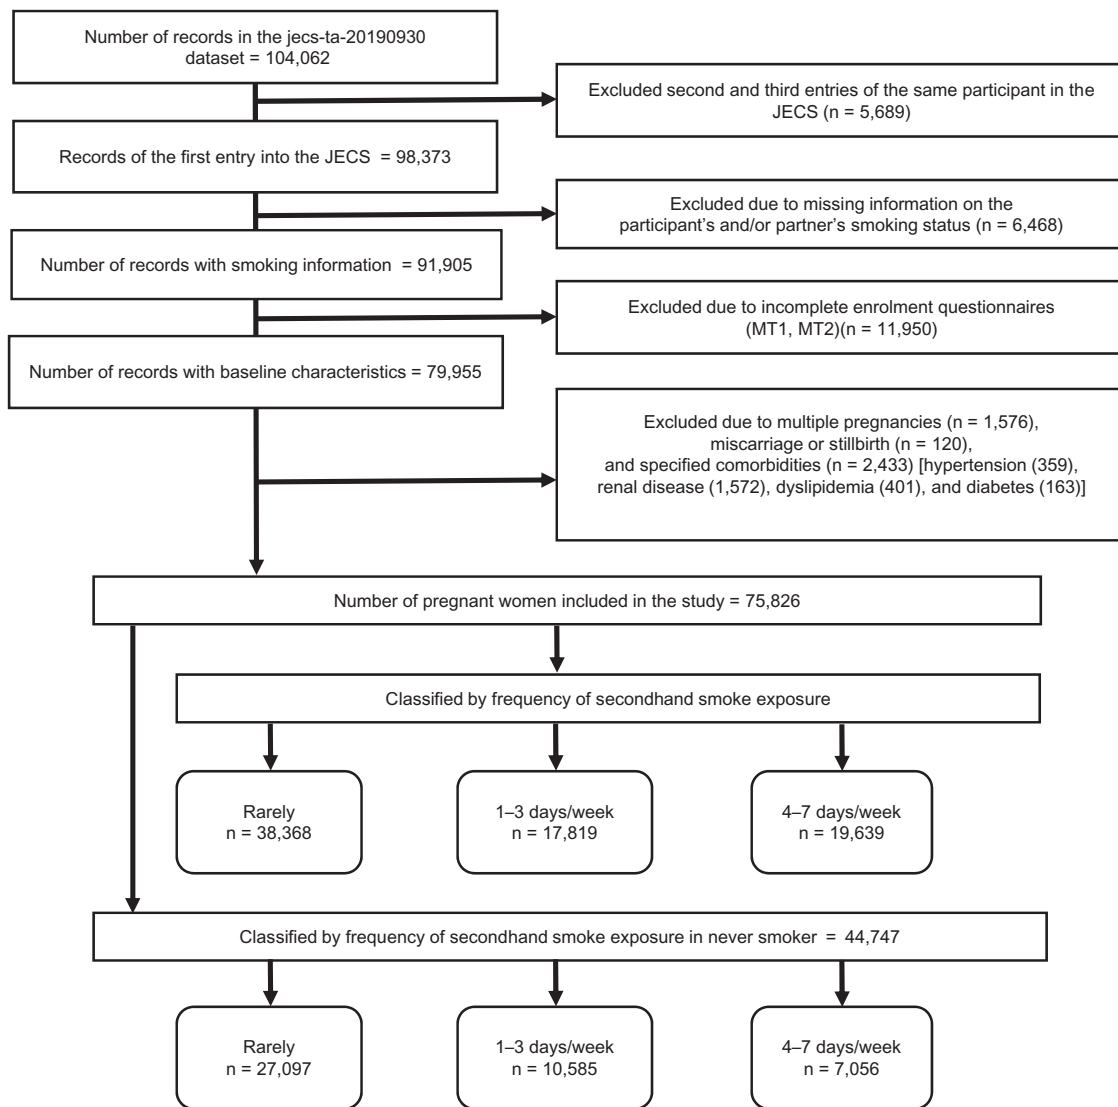 Number of records in the jecs-ta-20190930
dataset = 104,062
Excluded second and third entries of the same participant in the
JECS (n = 5,689)
Records of the first entry into the JECS = 98,373
Excluded due to missing information on the
participant's and/or partner's smoking status (n = 6,468)
Number of records with smoking information = 91,905
Excluded due to incomplete enrolment questionnaires
(MT1, MT2)(n = 11,950)
Number of records with baseline characteristics = 79,955
Excluded due to multiple pregnancies (n = 1,576),
miscarriage or stillbirth (n = 120),
and specified comorbidities (n = 2,433) [hypertension (359),
renal disease (1,572), dyslipidemia (401), and diabetes (163)]
Number of pregnant women included in the study = 75,826
Classified by frequency of secondhand smoke exposure
Rarely
n = 38,368
1–3 days/week
n = 17,819
4–7 days/week
n = 19,639
Classified by frequency of secondhand smoke exposure in never smoker = 44,747
Rarely
n = 27,097
1–3 days/week
n = 10,585
4–7 days/week
n = 7,056